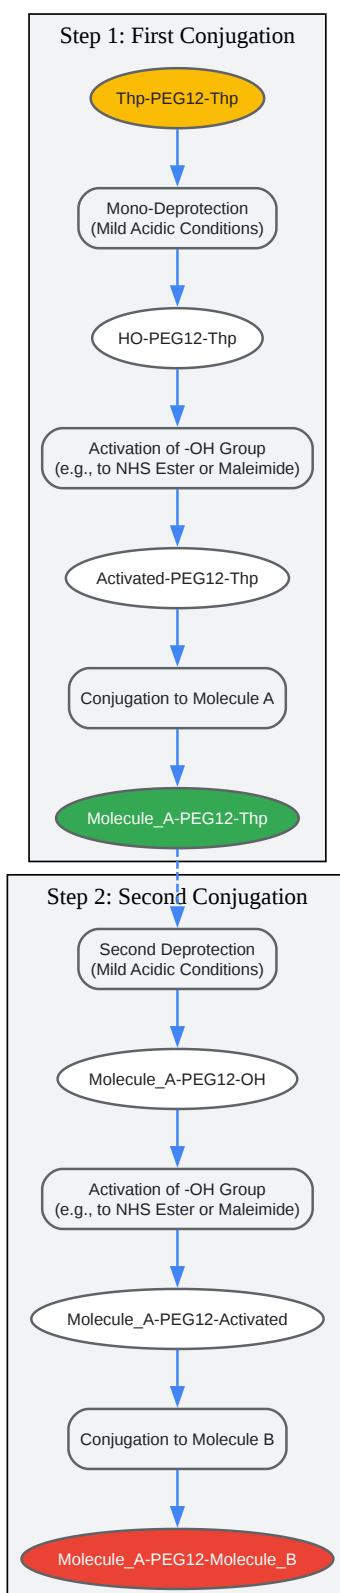 Step 1: First Conjugation
Thp-PEG12-Thp
Mono-Deprotection
(Mild Acidic Conditions)
HO-PEG12-Thp
Activation of -OH Group
(e.g., to NHS Ester or Maleimide)
Activated-PEG12-Thp
Conjugation to Molecule A
Molecule_A-PEG12-Thp
Step 2: Second Conjugation
Second Deprotection
(Mild Acidic Conditions)
Molecule_A-PEG12-OH
Activation of -OH Group
(e.g., to NHS Ester or Maleimide)
Molecule_A-PEG12-Activated
Conjugation to Molecule B
Molecule_A-PEG12-Molecule_B